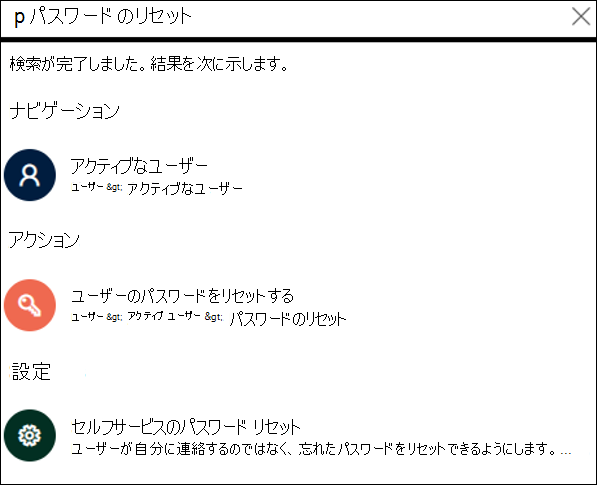 p パスワード のリセット
検索が完了しました。結果を次に示します。
ナビゲーション
アクティブなユーザー
ユーザー &gt; アクティブなユーザー
アクション
ユーザーのパスワードをリセットする
ユーザー &gt; アクティブ ユーザー &gt; パスワードのリセット
設定
セルフサービスのパスワード リセット
ユーザーが自分に連絡するのではなく、忘れたパスワードをリセットできるようにします。...